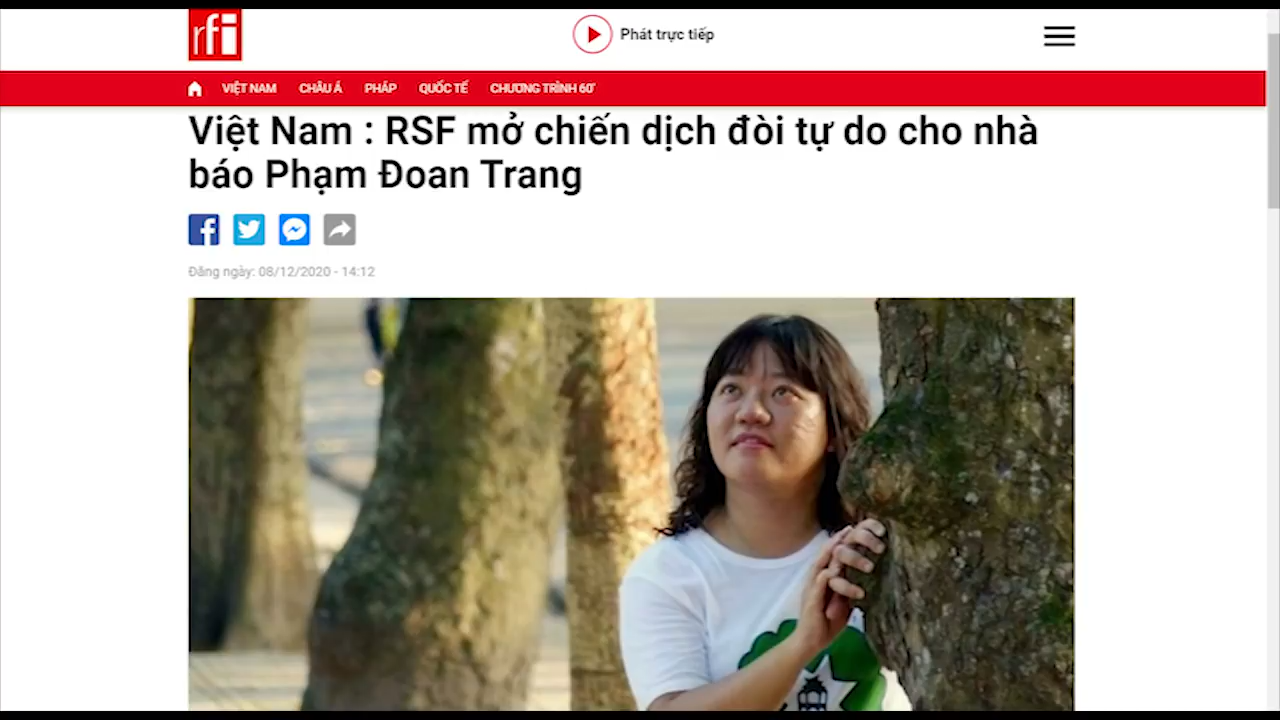 rfi
Phát trực tiếp
VIỆT NAM CHÂU Á PHÁP QUỐC TẾ CHƯƠNG TRÌNH 60'
Việt Nam : RSF mở chiến dịch đòi tự do cho nhà
báo Phạm Đoan Trang
Đăng ngày: 08/12/2020 - 14:12